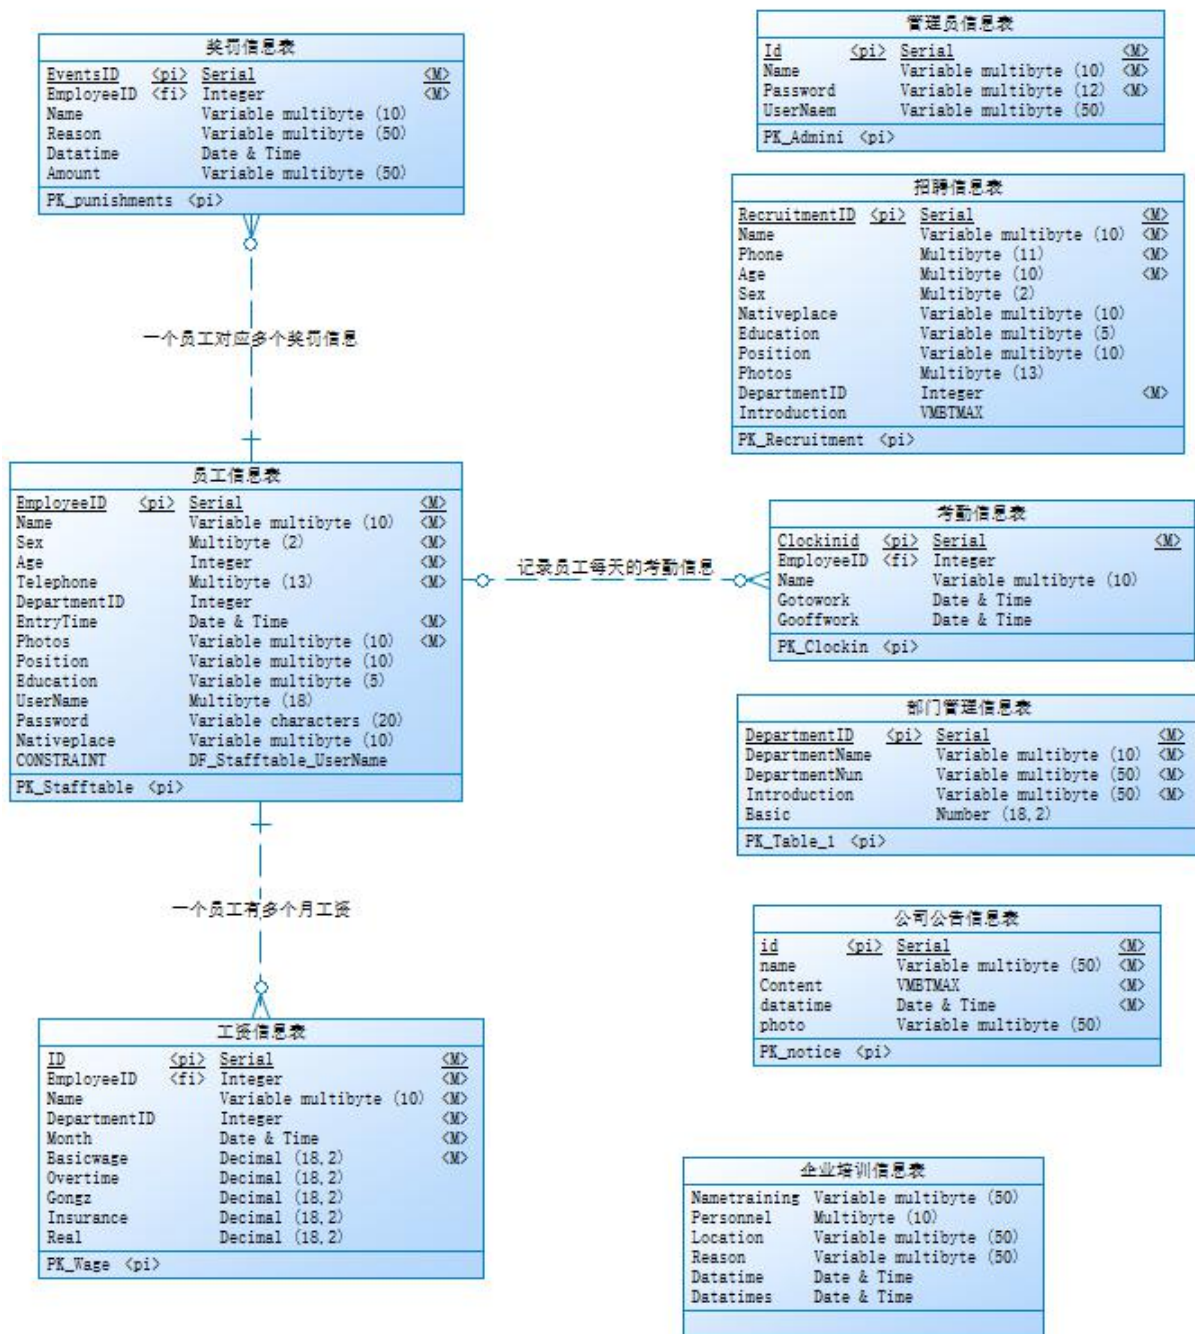 奖罚信息表
EventsID <pi> Serial <M>
EmployeeID <fi> Integer <M>
Name Variable multibyte (10)
Reason Variable multibyte (50)
Datatime Date & Time
Amount Variable multibyte (50)
PK_punishments <pi>
管理员信息表
Id <pi> Serial <M>
Name Variable multibyte (10) <M>
Password Variable multibyte (12) <M>
UserNaem Variable multibyte (50)
PK_Admini <pi>
招聘信息表
RecruitmentID <pi> Serial <M>
Name Variable multibyte (10) <M>
Phone Multibyte (11) <M>
Age Multibyte (10) <M>
Sex Multibyte (2)
Nativeplace Variable multibyte (10)
Education Variable multibyte (5)
Position Variable multibyte (10)
Photos Multibyte (13)
DepartmentID Integer <M>
Introduction VMBTMAX
PK_Recruitment <pi>
一个员工对应多个奖罚信息
员工信息表
EmployeeID <pi> Serial <M>
Name Variable multibyte (10) <M>
Sex Multibyte (2) <M>
Age Integer <M>
Telephone Multibyte (13) <M>
DepartmentID Integer
EntryTime Date & Time <M>
Photos Variable multibyte (10) <M>
Position Variable multibyte (10)
Education Variable multibyte (5)
UserName Multibyte (18)
Password Variable characters (20)
Nativeplace Variable multibyte (10)
CONSTRAINT DF_Stafftable_UserName
PK_Stafftable <pi>
记录员工每天的考勤信息
考勤信息表
Clockinid <pi> Serial <M>
EmployeeID <fi> Integer
Name Variable multibyte (10)
Gotowork Date & Time
Gooffwork Date & Time
PK_Clockin <pi>
部门管理信息表
DepartmentID <pi> Serial <M>
DepartmentName Variable multibyte (10) <M>
DepartmentNun Variable multibyte (50) <M>
Introduction Variable multibyte (50) <M>
Basic Number (18,2)
PK_Table_1 <pi>
一个员工有多个月工资
公司公告信息表
id <pi> Serial <M>
name Variable multibyte (50) <M>
Content VMBTMAX <M>
datatime Date & Time <M>
photo Variable multibyte (50)
PK_notice <pi>
工资信息表
ID <pi> Serial <M>
EmployeeID <fi> Integer <M>
Name Variable multibyte (10) <M>
DepartmentID Integer <M>
Month Date & Time <M>
Basicwage Decimal (18,2) <M>
Overtime Decimal (18,2)
Gongz Decimal (18,2)
Insurance Decimal (18,2)
Real Decimal (18,2)
PK_Wage <pi>
企业培训信息表
Nametraining Variable multibyte (50)
Personnel Multibyte (10)
Location Variable multibyte (50)
Reason Variable multibyte (50)
Datatime Date & Time
Datatimes Date & Time